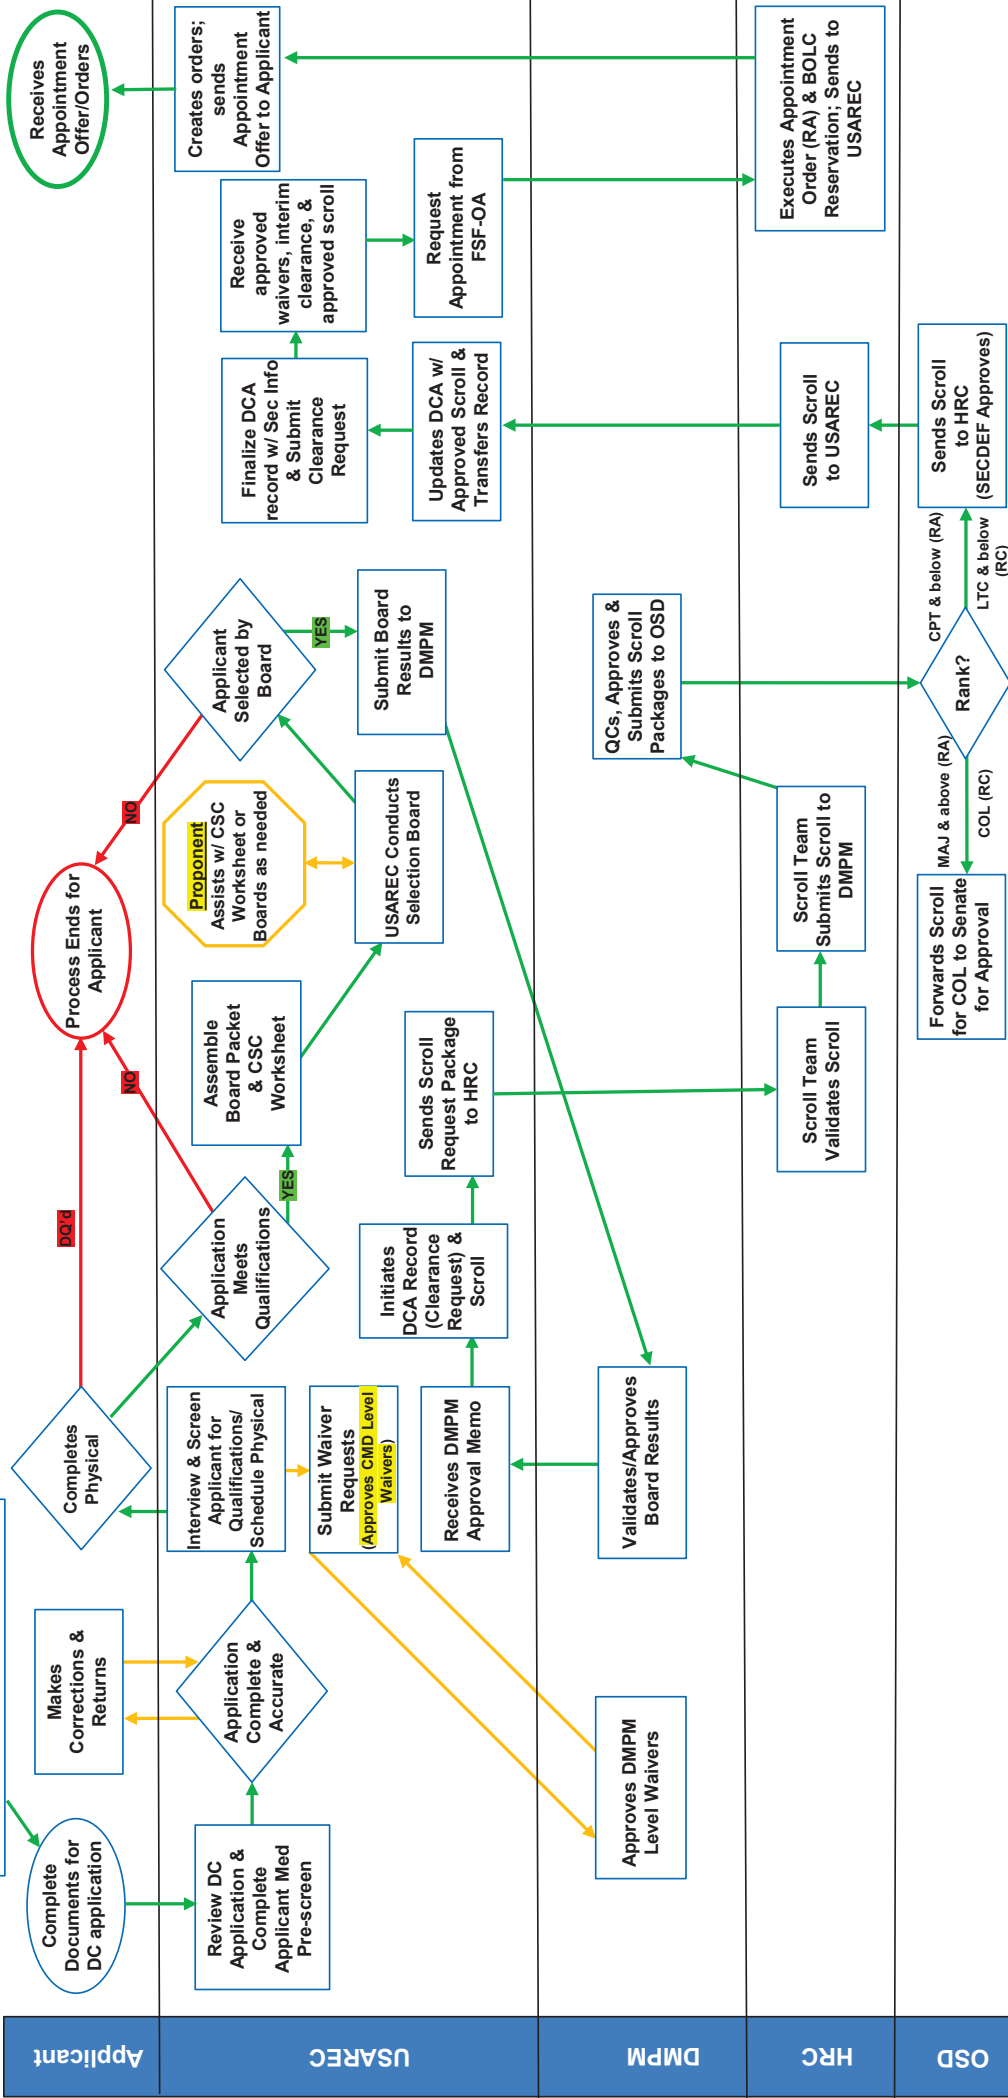 Applicant
Complete
Documents for
DC application
Makes
Corrections &
Returns
Completes
Physical
DQ'd
NO
Process Ends for
Applicant
NO
Receives
Appointment
Offer/Orders
USAREC
Review DC
Application &
Complete
Applicant Med
Pre-screen
Application
Complete &
Accurate
Interview & Screen
Applicant for
Qualifications/
Schedule Physical
Submit Waiver
Requests
(Approves CMD Level
Waivers)
Application
Meets
Qualifications
YES
Assemble
Board Packet
& CSC
Worksheet
Proponent
Assists w/ CSC
Worksheet or
Boards as needed
USAREC Conducts
Selection Board
Applicant
Selected by
Board
YES
Submit Board
Results to
DMPM
Receives DMPM
Approval Memo
Initiates
DCA Record
(Clearance
Request) &
Scroll
Sends Scroll
Request Package
to HRC
Finalize DCA
record w/ Sec Info
& Submit
Clearance
Request
Updates DCA w/
Approved Scroll &
Transfers Record
Receive
approved
waivers, interim
clearance, &
approved scroll
Request
Appointment from
FSF-OA
Creates orders;
sends
Appointment
Offer to Applicant
DMPM
Approves DMPM
Level Waivers
Validates/Approves
Board Results
QCs, Approves &
Submits Scroll
Packages to OSD
HRC
Scroll Team
Validates Scroll
Scroll Team
Submits Scroll to
DMPM
Sends Scroll
to USAREC
Executes Appointment
Order (RA) & BOLC
Reservation; Sends to
USAREC
OSD
Forwards Scroll
for COL to Senate
for Approval
MAJ & above (RA)
COL (RC)
Rank?
CPT & below (RA)
LTC & below
(RC)
Sends Scroll
to HRC
(SECDEF Approves)